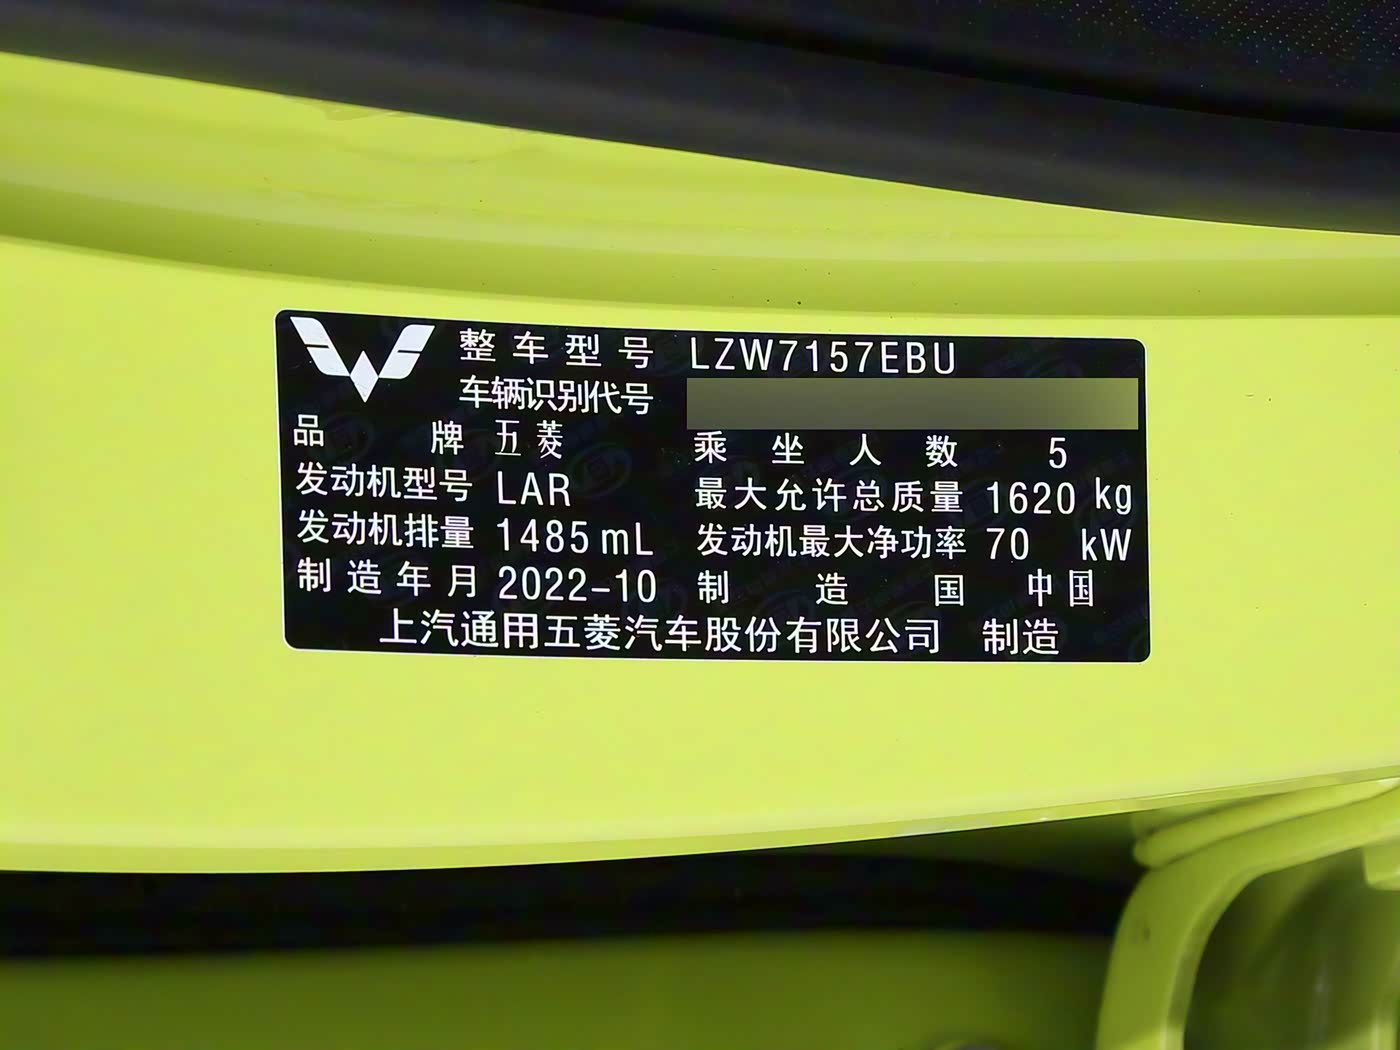 整车型号 LZW7157EBU
车辆识别代号
品牌 五菱 乘坐人数 5
发动机型号 LAR 最大允许总质量 1620 kg
发动机排量 1485 mL 发动机最大净功率 70 kW
制造年月 2022-10 制造国 中国
上汽通用五菱汽车股份有限公司 制造